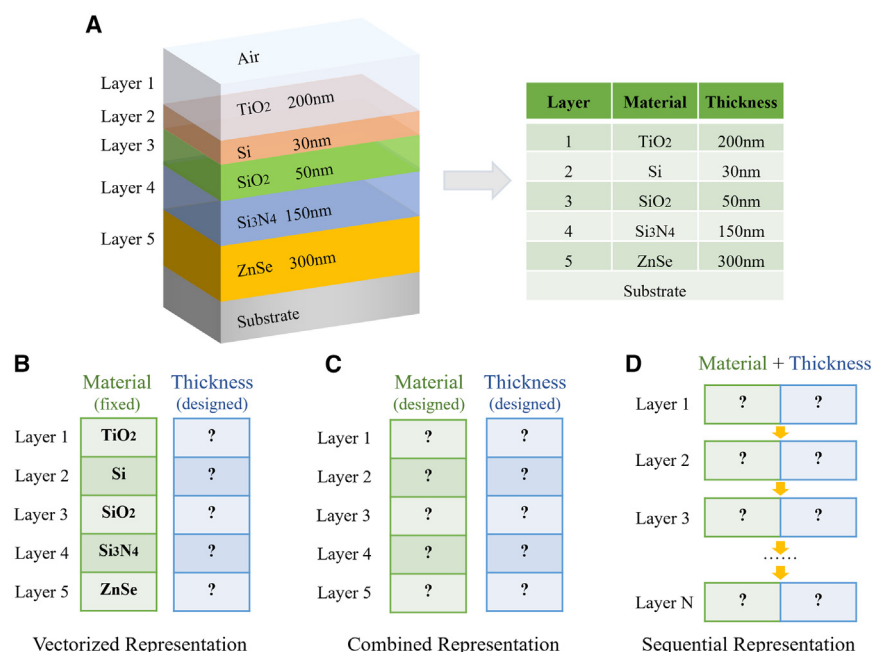 A
Air
Layer 1
TiO2 200nm
Layer 2
Si 30nm
Layer 3
SiO2 50nm
Layer 4
Si3N4 150nm
Layer 5
ZnSe 300nm
Substrate
Layer Material Thickness
1 TiO2 200nm
2 Si 30nm
3 SiO2 50nm
4 Si3N4 150nm
5 ZnSe 300nm
Substrate
B
Material Thickness
(fixed) (designed)
Layer 1 TiO2 ?
Layer 2 Si ?
Layer 3 SiO2 ?
Layer 4 Si3N4 ?
Layer 5 ZnSe ?
Vectorized Representation
C
Material Thickness
(designed) (designed)
Layer 1 ? ?
Layer 2 ? ?
Layer 3 ? ?
Layer 4 ? ?
Layer 5 ? ?
Combined Representation
D
Material + Thickness
Layer 1 ? ?
Layer 2 ? ?
Layer 3 ? ?
......
Layer N ? ?
Sequential Representation